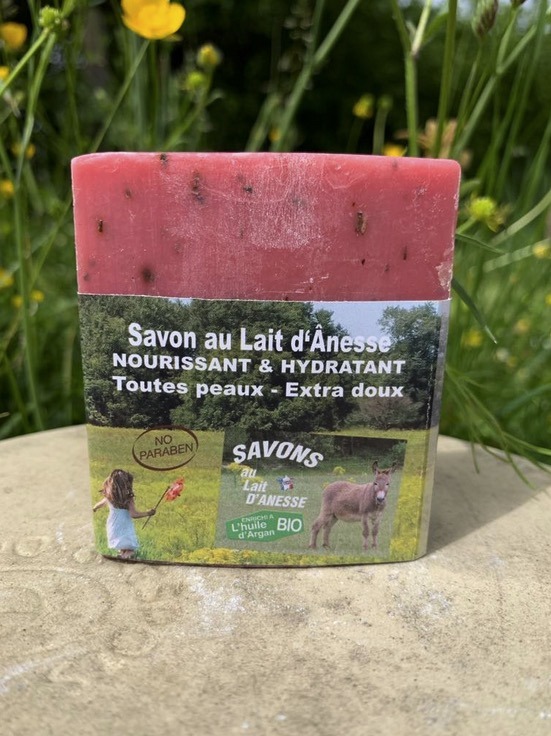 Savon au Lait d'Ânesse
NOURISSANT & HYDRATANT
Toutes peaux - Extra doux
NO
PARABEN
SAVONS
au
Lait
D'ANESSE
ENRICHI A
L'huile
d'Argan
BIO